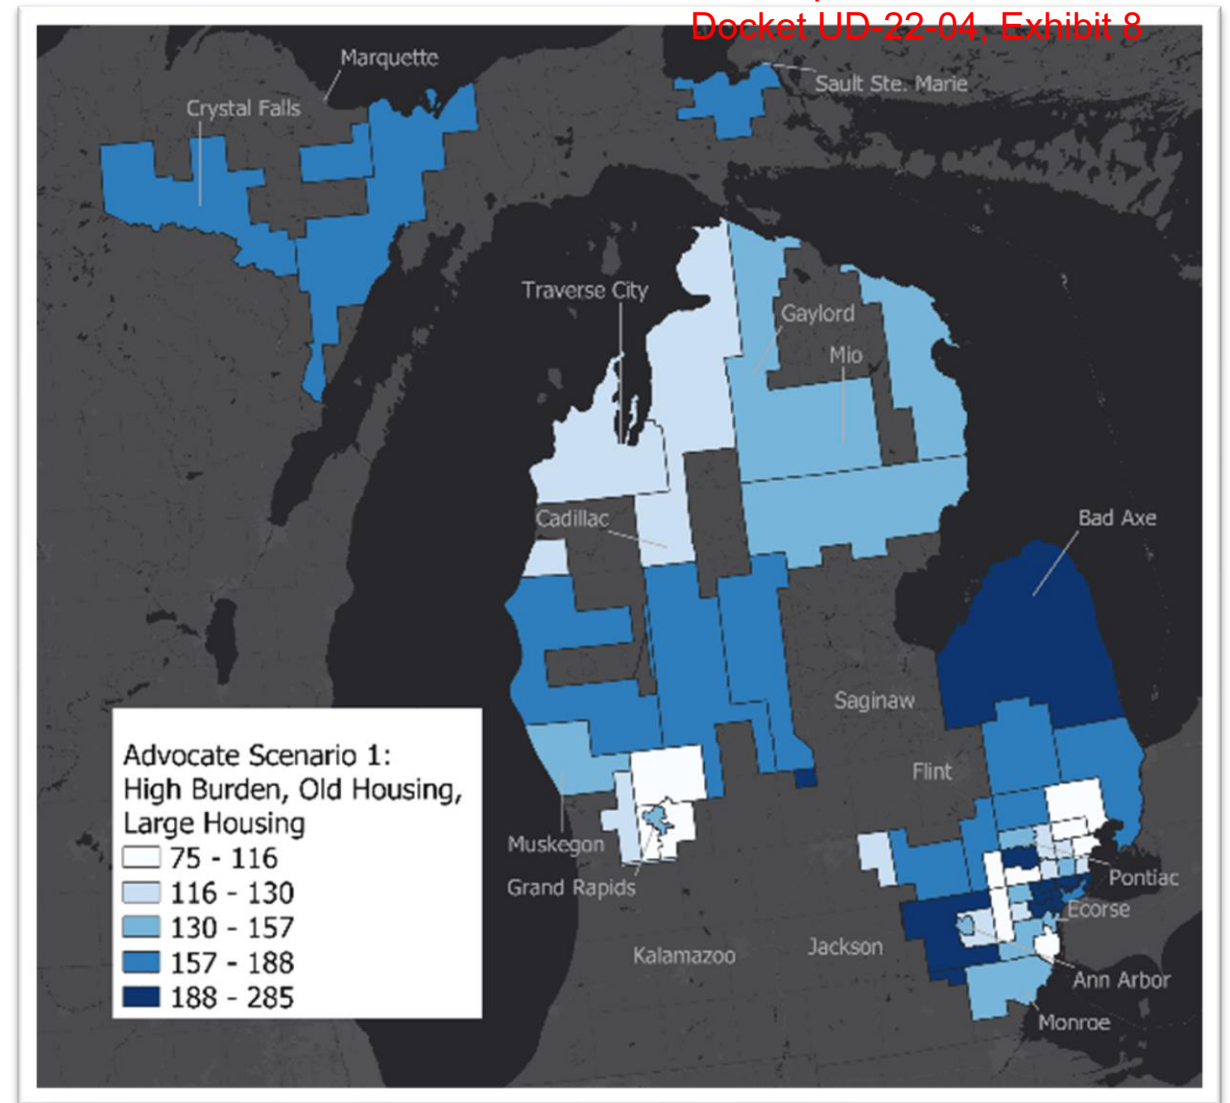 Docket UD-22-04, Exhibit 8
Marquette
Sault Ste. Marie
Crystal Falls
Traverse City
Gaylord
Mio
Cadillac
Bad Axe
Saginaw
Advocate Scenario 1:
High Burden, Old Housing,
Large Housing
75 - 116
116 - 130
130 - 157
157 - 188
188 - 285
Flint
Muskegon
Grand Rapids
Pontiac
Ecorse
Kalamazoo
Jackson
Ann Arbor
Monroe